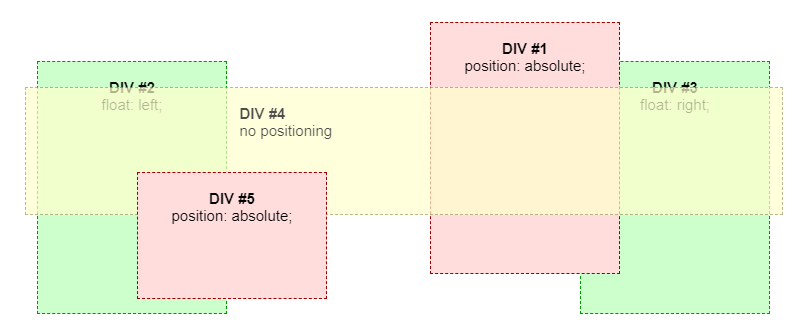 DIV #1
position: absolute;
DIV #2
float: left;
DIV #3
float: right;
DIV #4
no positioning
DIV #5
position: absolute;